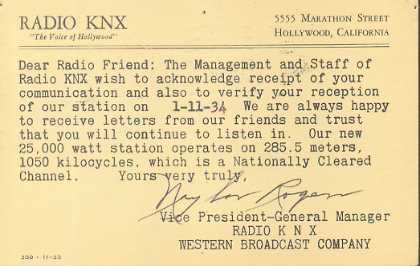 RADIO KNX
"The Voice of Hollywood"
5555 MARATHON STREET
HOLLYWOOD, CALIFORNIA
Dear Radio Friend: The Management and Staff of
Radio KNX wish to acknowledge receipt of your
communication and also to verify your reception
of our station on 1-11-34 We are always happy
to receive letters from our friends and trust
that you will continue to listen in. Our new
25,000 watt station operates on 285.5 meters,
1050 kilocycles, which is a Nationally Cleared
Channel. Yours very truly,
Naylor Rogers
Vice President-General Manager
RADIO K N X
WESTERN BROADCAST COMPANY